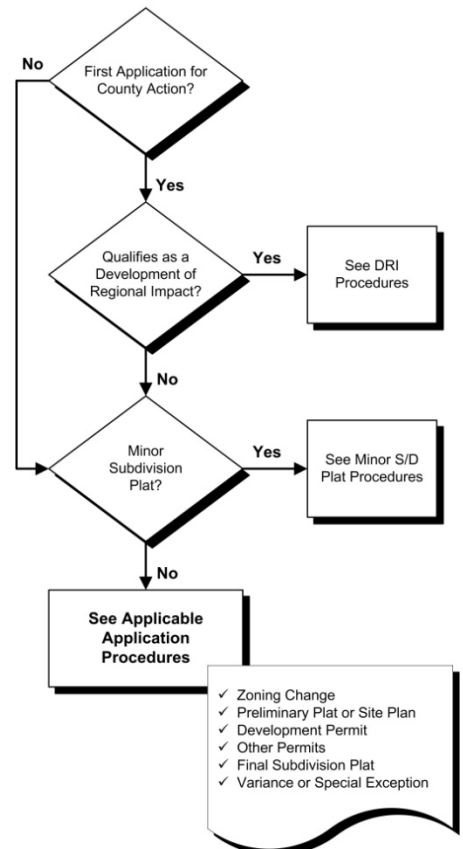 No
First Application for
County Action?
Yes
Qualifies as a
Development of
Regional Impact?
Yes
See DRI
Procedures
No
Minor
Subdivision
Plat?
Yes
See Minor S/D
Plat Procedures
No
See Applicable
Application
Procedures
✓ Zoning Change
✓ Preliminary Plat or Site Plan
✓ Development Permit
✓ Other Permits
✓ Final Subdivision Plat
✓ Variance or Special Exception